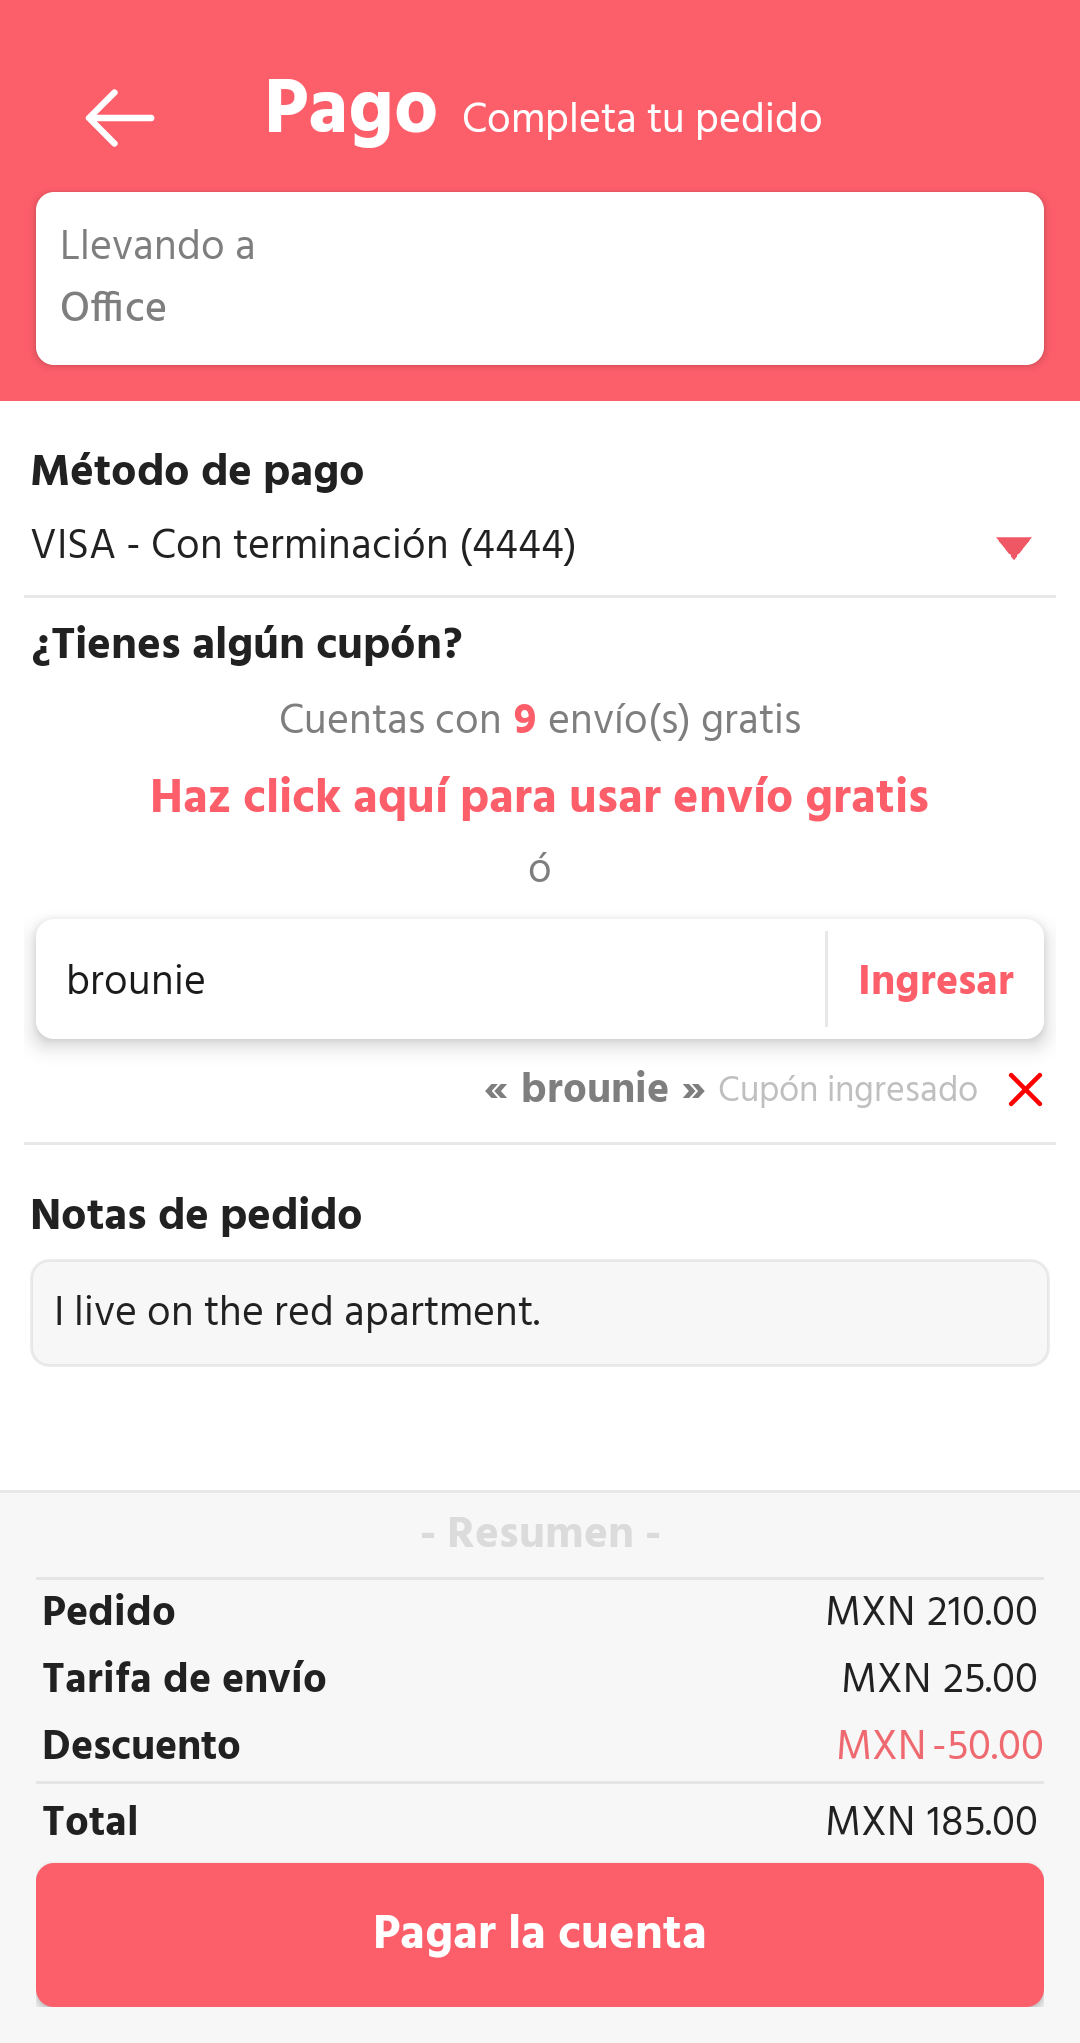 Pago Completa tu pedido
Llevando a
Office
Método de pago
VISA - Con terminación (4444)
¿Tienes algún cupón?
Cuentas con 9 envío(s) gratis
Haz click aquí para usar envío gratis
ó
brounie Ingresar
« brounie » Cupón ingresado
Notas de pedido
I live on the red apartment.
- Resumen -
Pedido MXN 210.00
Tarifa de envío MXN 25.00
Descuento MXN -50.00
Total MXN 185.00
Pagar la cuenta